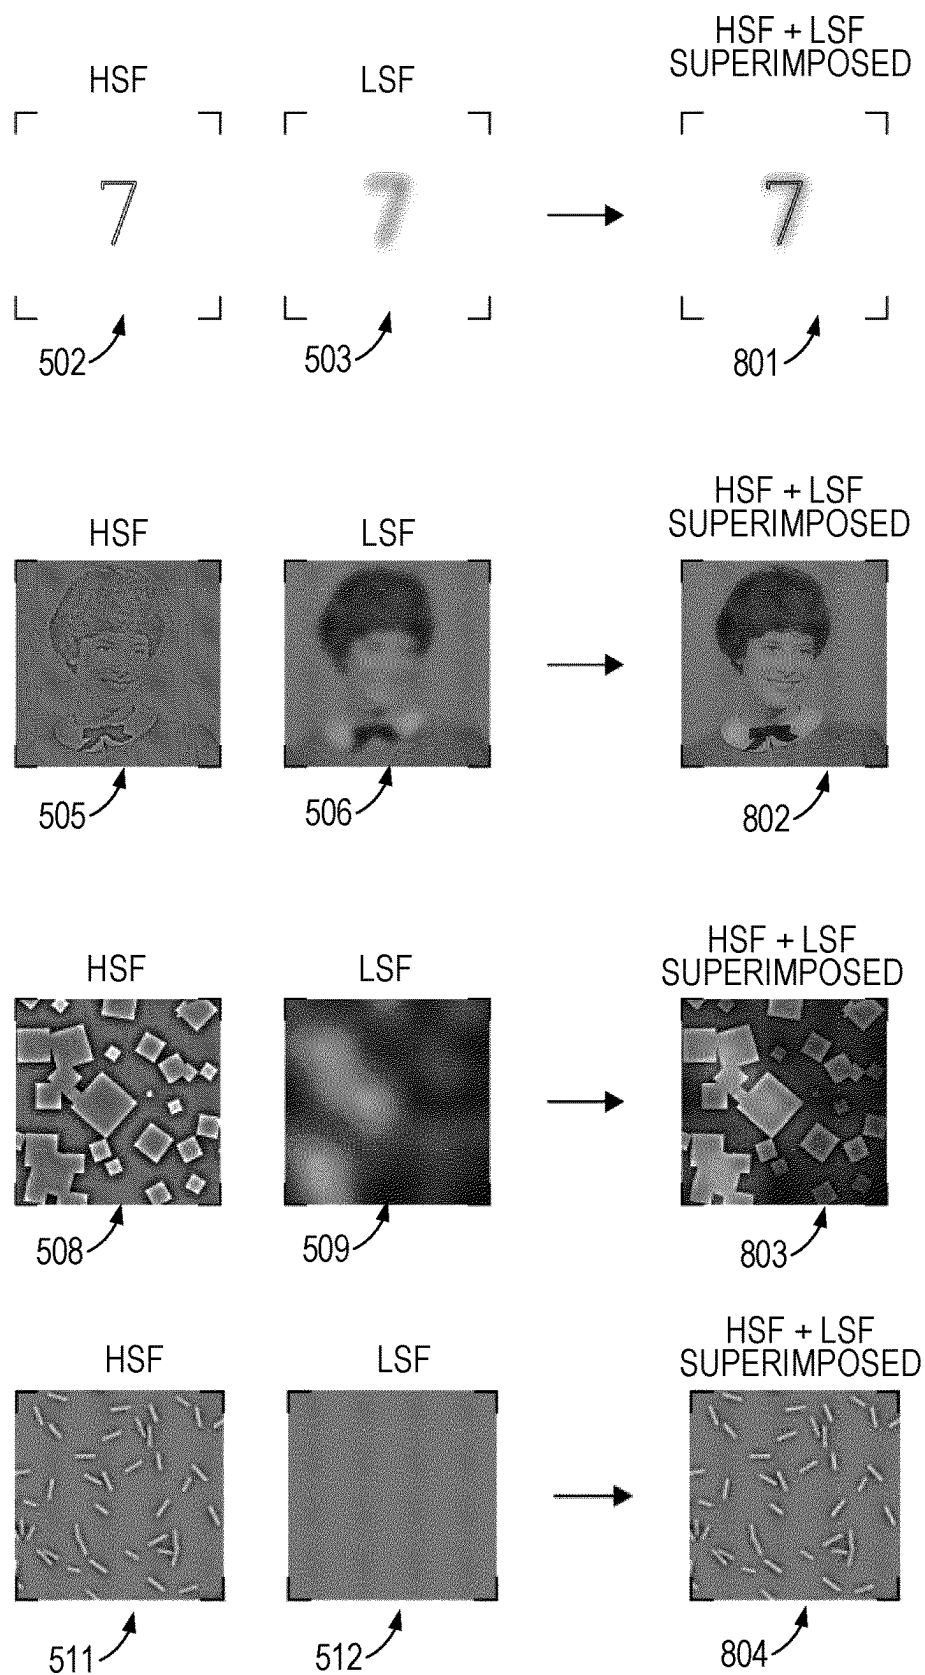 HSF
LSF
HSF + LSF
SUPERIMPOSED
7
7
7
502
503
801
HSF
LSF
HSF + LSF
SUPERIMPOSED
505
506
802
HSF
LSF
HSF + LSF
SUPERIMPOSED
508
509
803
HSF
LSF
HSF + LSF
SUPERIMPOSED
511
512
804